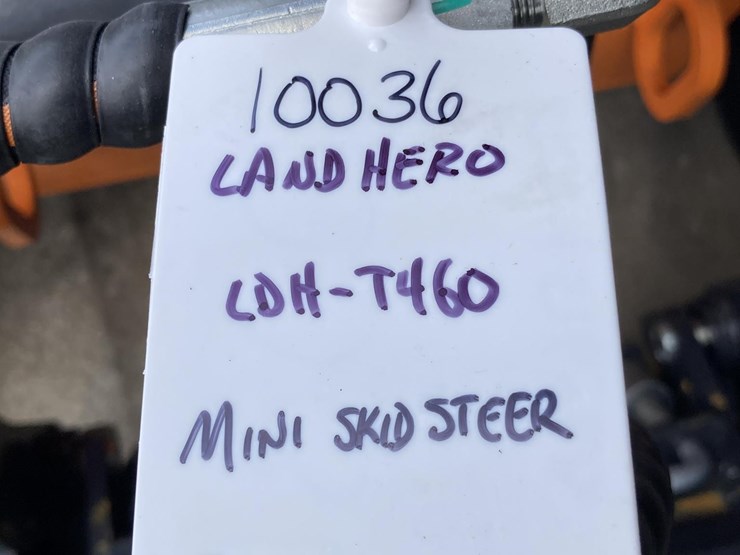 10036
LAND HERO
LDH-T460
MINI SKID STEER